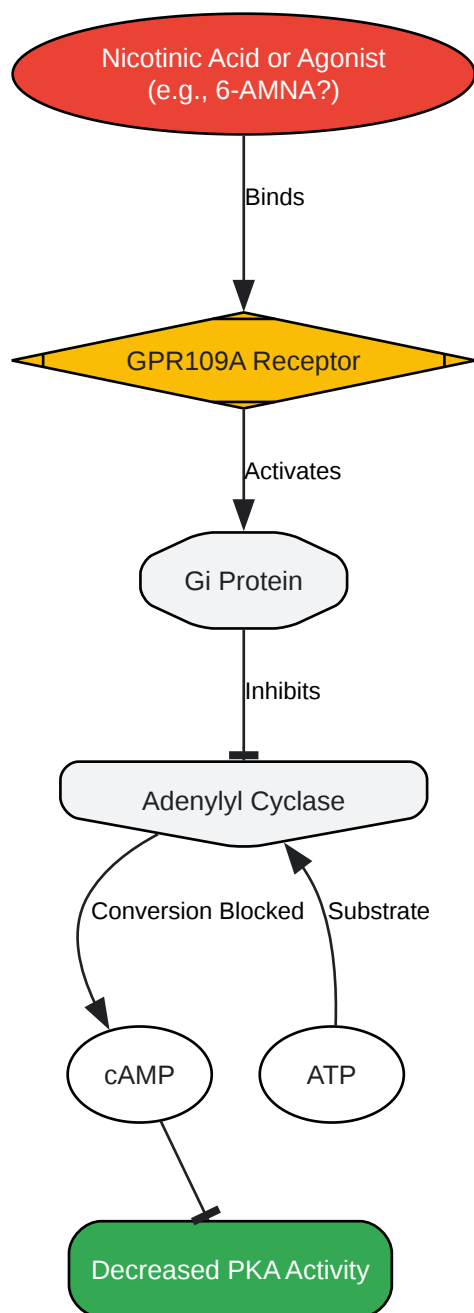 Nicotinic Acid or Agonist
(e.g., 6-AMNA?)
Binds
GPR109A Receptor
Activates
Gi Protein
Inhibits
Adenylyl Cyclase
Conversion Blocked
Substrate
cAMP
ATP
Decreased PKA Activity